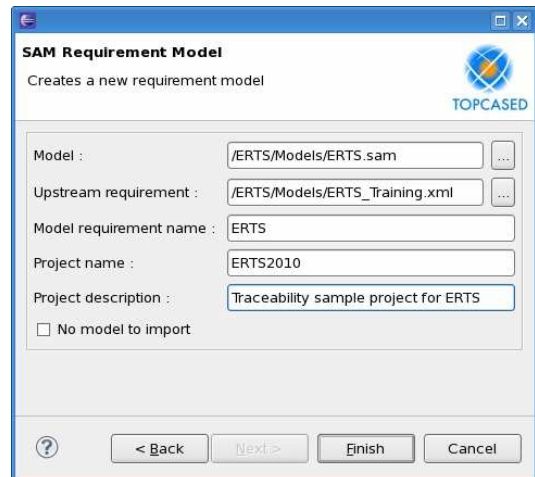 SAM Requirement Model
Creates a new requirement model
TOPCASED
Model : /ERTS/Models/ERTS.sam ...
Upstream requirement : /ERTS/Models/ERTS_Training.xml ...
Model requirement name : ERTS
Project name : ERTS2010
Project description : Traceability sample project for ERTS
No model to import
? < Back Next > Finish Cancel